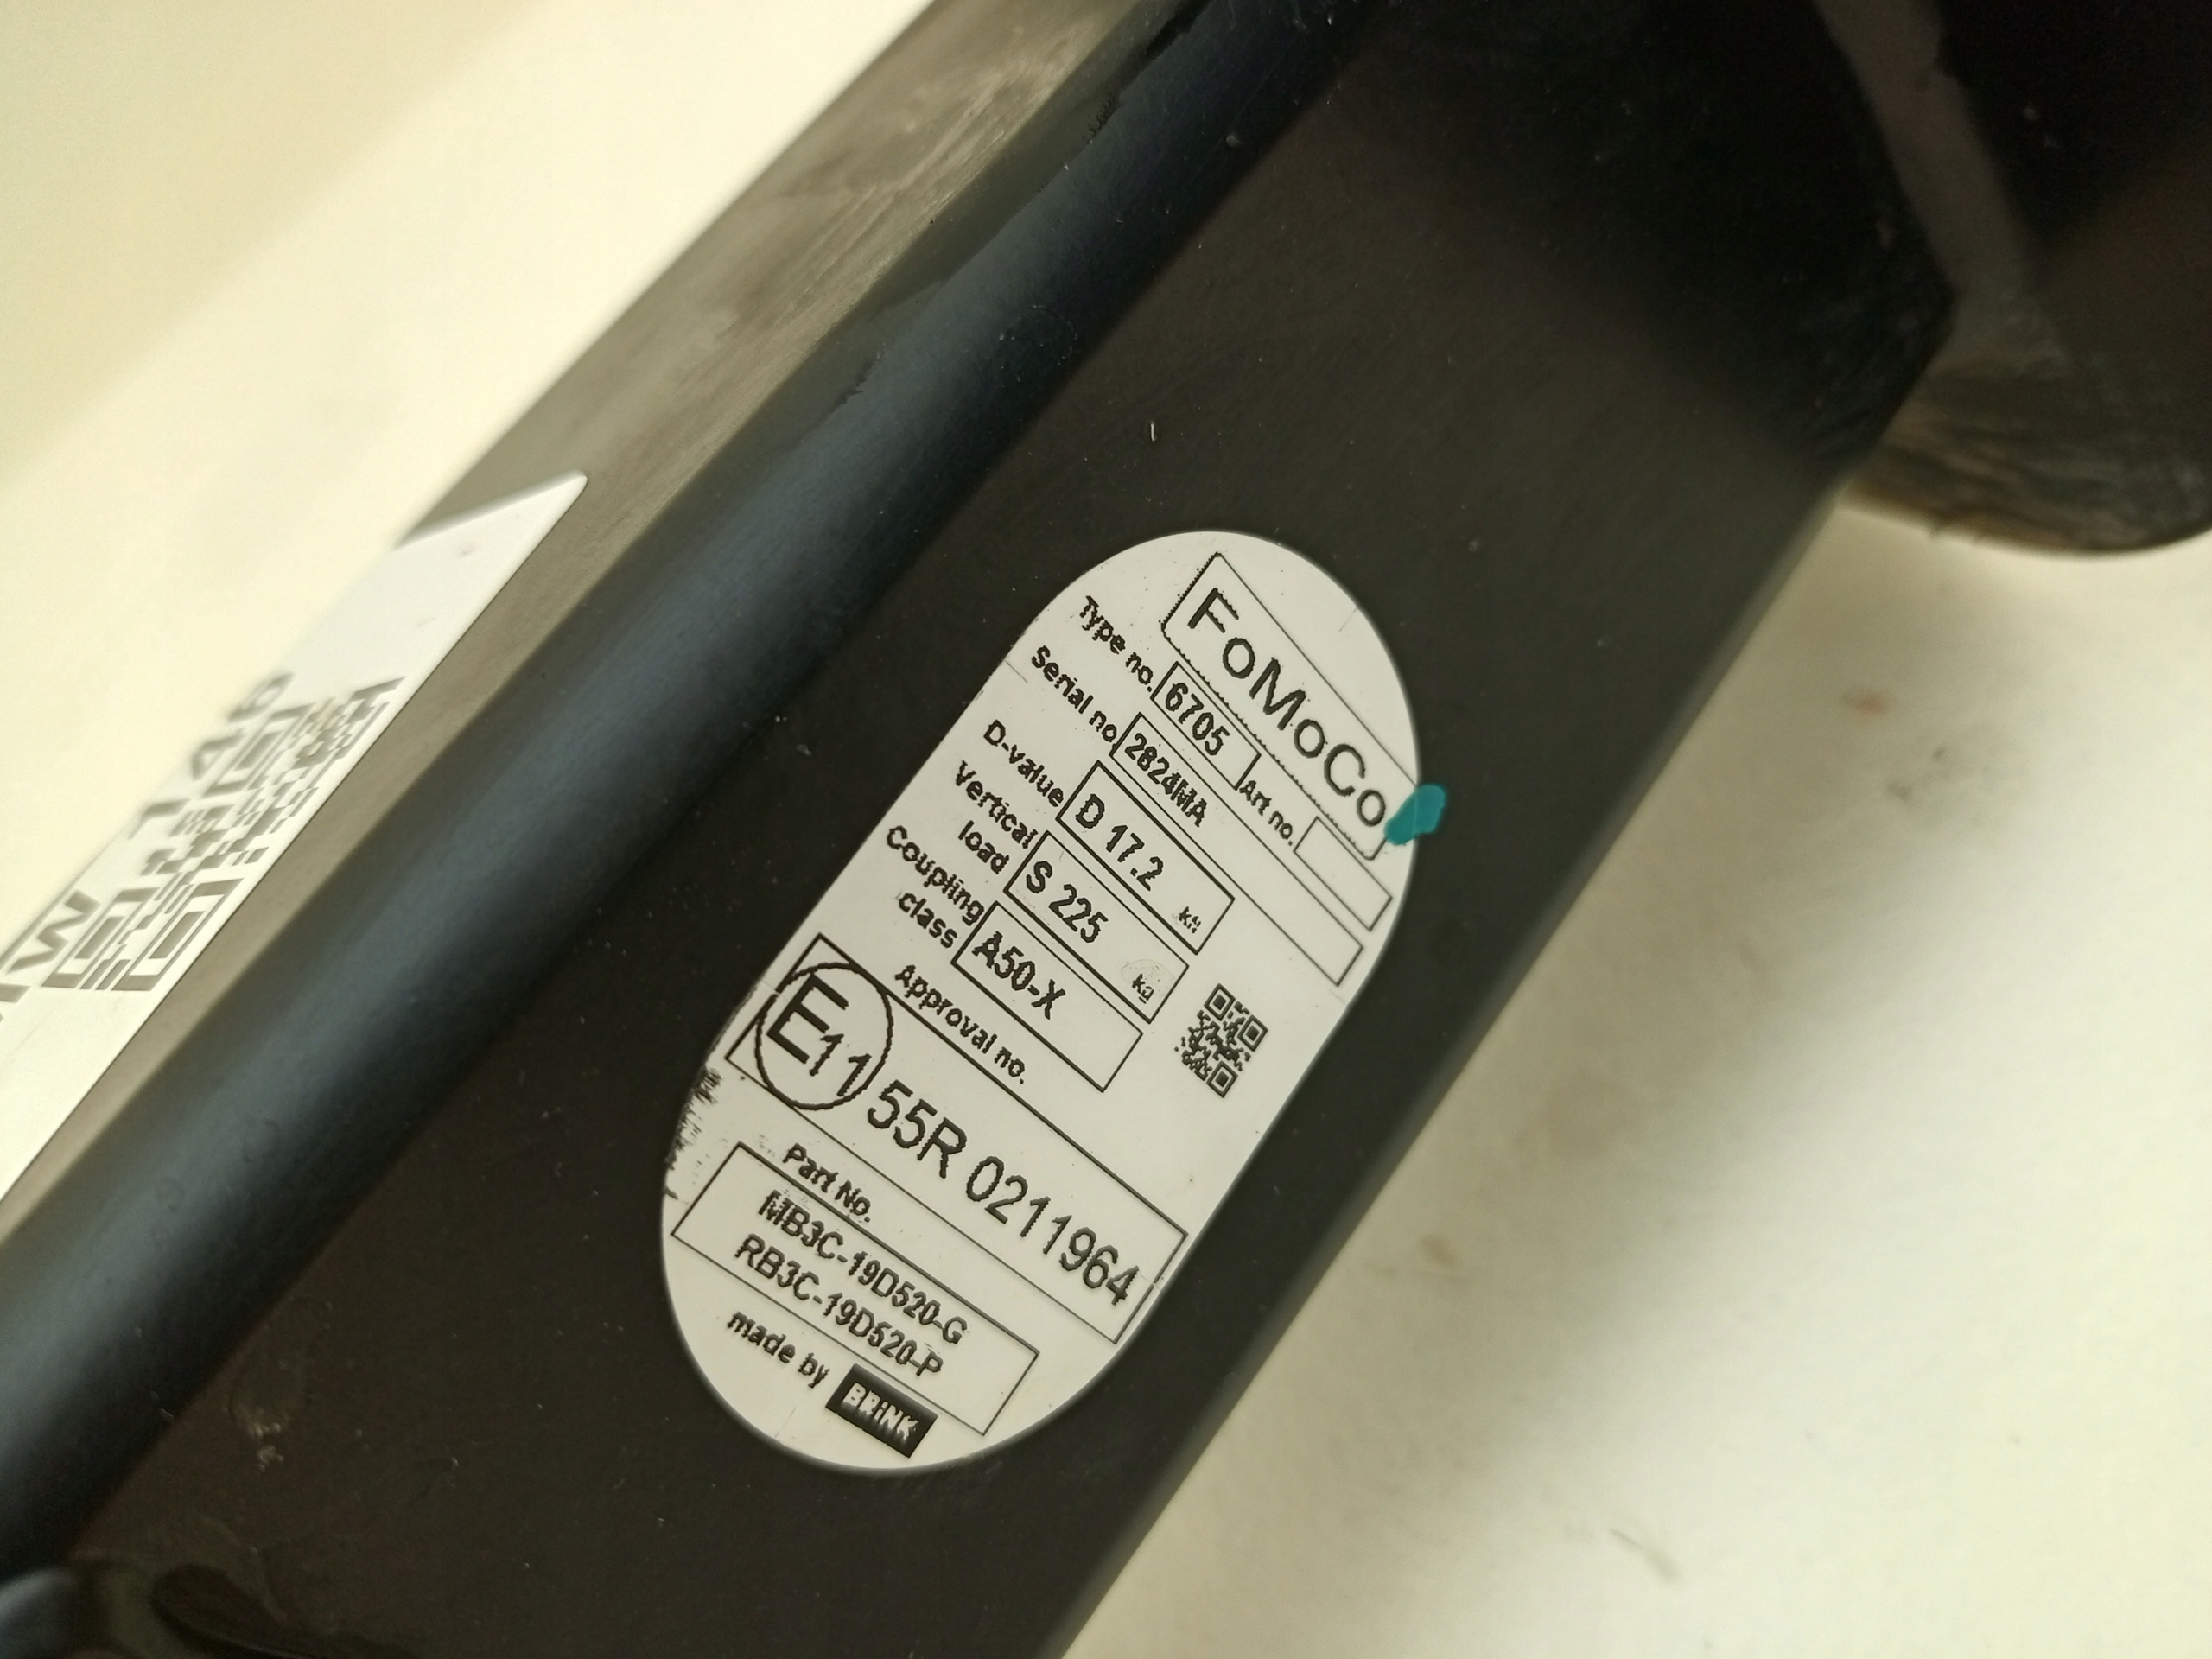 FoMoCo
Type no. 6705 Art no.
Serial no. 2824MA
D-value D 17.2 kN
Vertical load S 225 kg
Coupling class A50-X
Approval no.
E11 55R 0211964
Part No.
MB3C-19D520-G
RB3C-19D520-P
made by BRINK